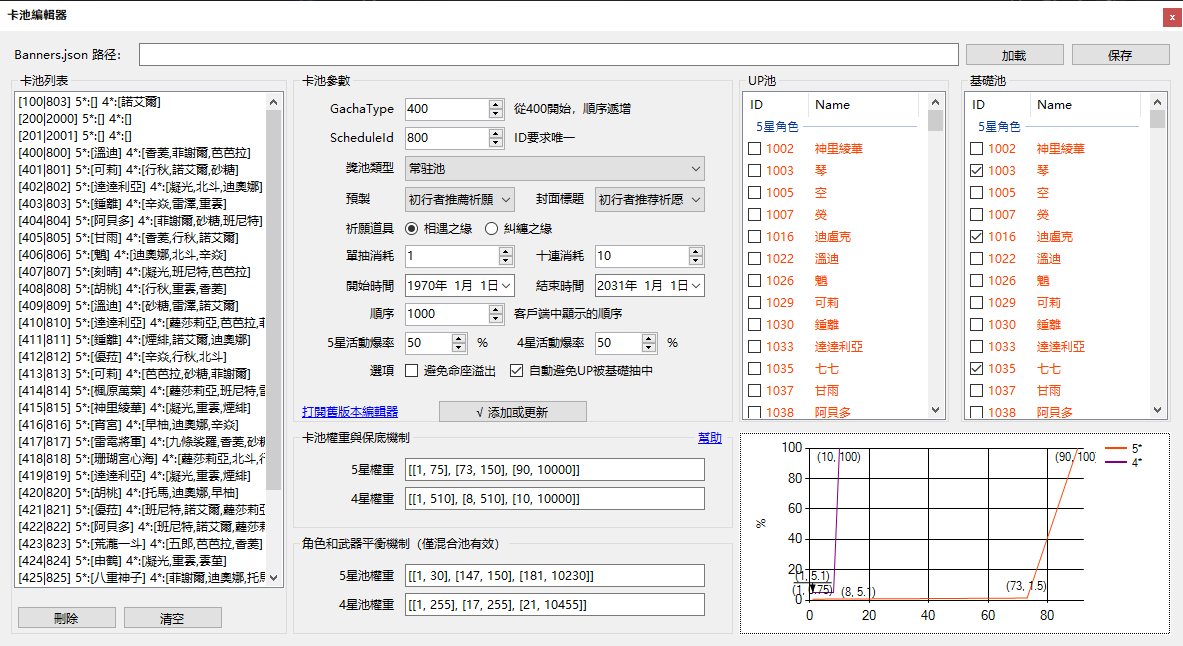 卡池編輯器
x
Banners.json 路径:
加載
保存
卡池列表
[100|803] 5*:[] 4*:[諾艾爾]
[200|2000] 5*:[] 4*:[]
[201|2001] 5*:[] 4*:[]
[400|800] 5*:[溫迪] 4*:[香菱,菲謝爾,芭芭拉]
[401|801] 5*:[可莉] 4*:[行秋,諾艾爾,砂糖]
[402|802] 5*:[達達利亞] 4*:[凝光,北斗,迪奧娜]
[403|803] 5*:[鍾離] 4*:[辛焱,雷澤,重雲]
[404|804] 5*:[阿貝多] 4*:[菲謝爾,砂糖,班尼特]
[405|805] 5*:[甘雨] 4*:[香菱,行秋,諾艾爾]
[406|806] 5*:[魈] 4*:[迪奧娜,北斗,辛焱]
[407|807] 5*:[刻晴] 4*:[凝光,班尼特,芭芭拉]
[408|808] 5*:[胡桃] 4*:[行秋,重雲,香菱]
[409|809] 5*:[溫迪] 4*:[砂糖,雷澤,諾艾爾]
[410|810] 5*:[達達利亞] 4*:[蘿莎莉亞,芭芭拉,菲
[411|811] 5*:[鍾離] 4*:[煙緋,諾艾爾,迪奧娜]
[412|812] 5*:[優菈] 4*:[辛焱,行秋,北斗]
[413|813] 5*:[可莉] 4*:[芭芭拉,砂糖,菲謝爾]
[414|814] 5*:[楓原萬葉] 4*:[蘿莎莉亞,班尼特,雷
[415|815] 5*:[神里綾華] 4*:[凝光,重雲,煙緋]
[416|816] 5*:[宵宮] 4*:[早柚,迪奧娜,辛焱]
[417|817] 5*:[雷電將軍] 4*:[九條裟羅,香菱,砂糖
[418|818] 5*:[珊瑚宮心海] 4*:[蘿莎莉亞,北斗,行
[419|819] 5*:[達達利亞] 4*:[凝光,重雲,煙緋]
[420|820] 5*:[胡桃] 4*:[托馬,迪奧娜,早柚]
[421|821] 5*:[優菈] 4*:[班尼特,諾艾爾,蘿莎莉亞
[422|822] 5*:[阿貝多] 4*:[班尼特,諾艾爾,蘿莎莉
[423|823] 5*:[荒瀧一斗] 4*:[五郎,芭芭拉,香菱]
[424|824] 5*:[申鶴] 4*:[凝光,重雲,雲堇]
[425|825] 5*:[八重神子] 4*:[菲謝爾,迪奧娜,托馬
刪除
清空
卡池參數
GachaType 400 從400開始，順序遞增
ScheduleId 800 ID要求唯一
獎池類型 常驻池
預製 初行者推薦祈願 封面標題 初行者推荐祈愿
祈願道具 相遇之緣 糾纏之緣
單抽消耗 1 十連消耗 10
開始時間 1970年 1月 1日 結束時間 2031年 1月 1日
順序 1000 客戶端中顯示的順序
5星活動爆率 50 % 4星活動爆率 50 %
選項 避免命座溢出 自動避免UP被基礎抽中
打開舊版本編輯器
√ 添加或更新
卡池權重與保底機制
幫助
5星權重 [[1, 75], [73, 150], [90, 10000]]
4星權重 [[1, 510], [8, 510], [10, 10000]]
角色和武器平衡機制（僅混合池有效）
5星池權重 [[1, 30], [147, 150], [181, 10230]]
4星池權重 [[1, 255], [17, 255], [21, 10455]]
UP池
ID Name
5星角色
1002 神里綾華
1003 琴
1005 空
1007 熒
1016 迪盧克
1022 溫迪
1026 魈
1029 可莉
1030 鍾離
1033 達達利亞
1035 七七
1037 甘雨
1038 阿貝多
基礎池
ID Name
5星角色
1002 神里綾華
1003 琴
1005 空
1007 熒
1016 迪盧克
1022 溫迪
1026 魈
1029 可莉
1030 鍾離
1033 達達利亞
1035 七七
1037 甘雨
1038 阿貝多
100
80
60
40
20
0
%
(10, 100)
(90, 100
(1, 5.1)
(1, 0.75)
(8, 5.1)
(73, 1.5)
0 20 40 60 80
5*
4*